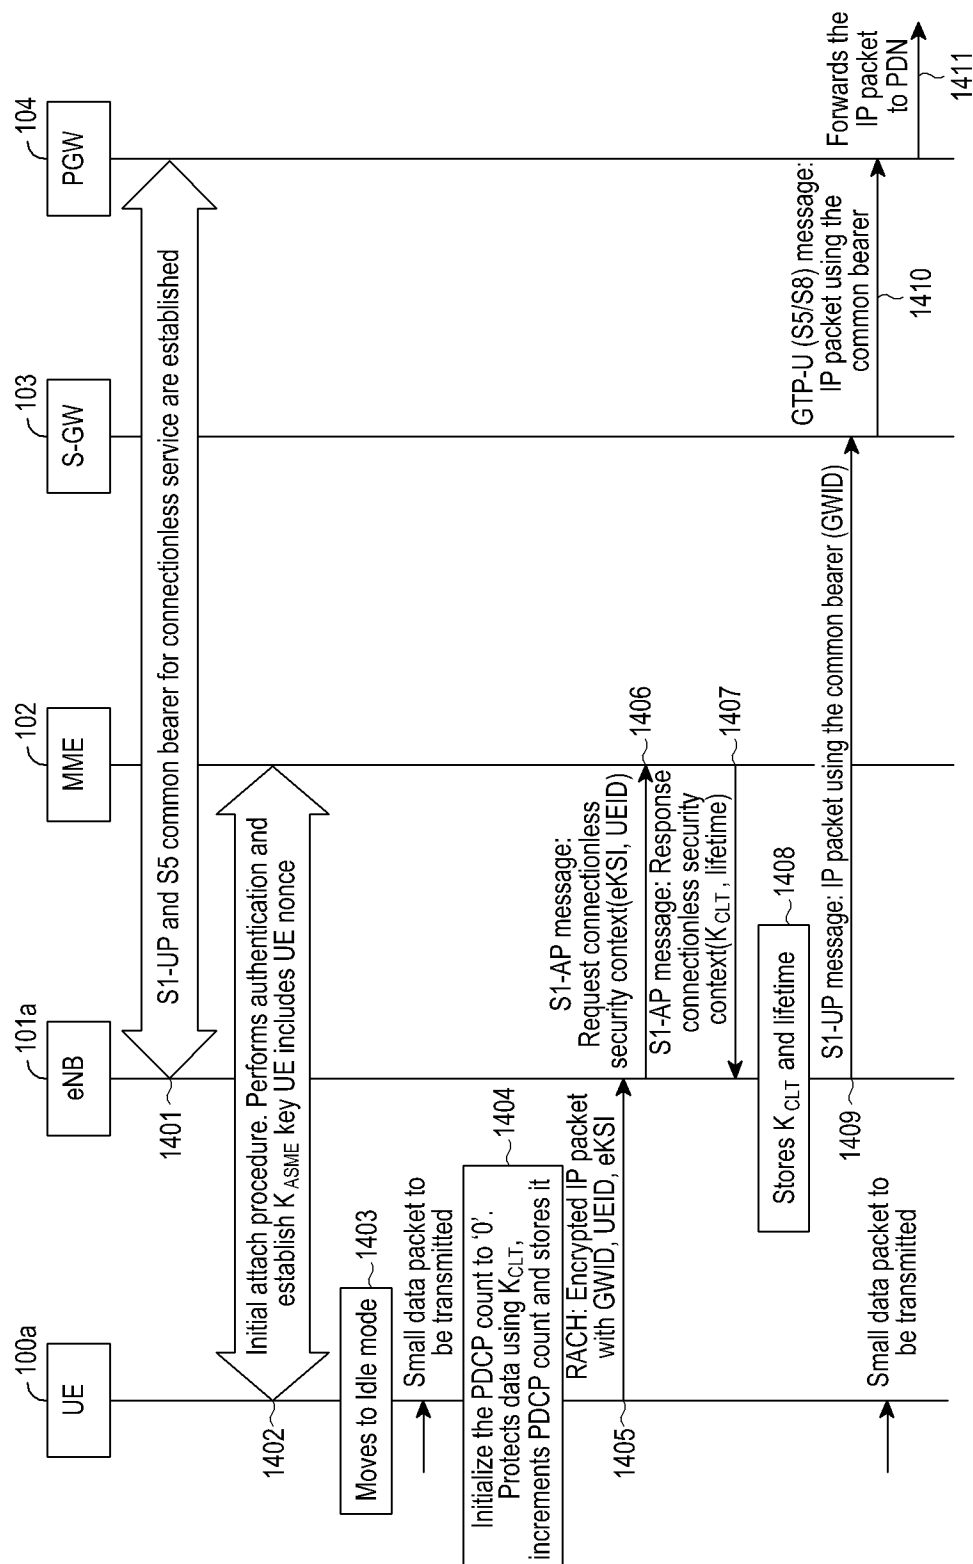 100a
UE
101a
eNB
102
MME
103
S-GW
104
PGW
1401
S1-UP and S5 common bearer for connectionless service are established
Initial attach procedure. Performs authentication and
establish K ASME key UE includes UE nonce
1402
Moves to Idle mode
1403
Small data packet to
be transmitted
Initialize the PDCP count to ‘0’.
Protects data using KCLT,
increments PDCP count and stores it
1404
RACH: Encrypted IP packet
with GWID, UEID, eKSI
1405
S1-AP message:
Request connectionless
security context(eKSI, UEID)
1406
S1-AP message: Response
connectionless security
context(KCLT, lifetime)
1407
Stores KCLT and lifetime
1408
S1-UP message: IP packet using the common bearer (GWID)
1409
GTP-U (S5/S8) message:
IP packet using the
common bearer
1410
Forwards the
IP packet
to PDN
1411
Small data packet to
be transmitted